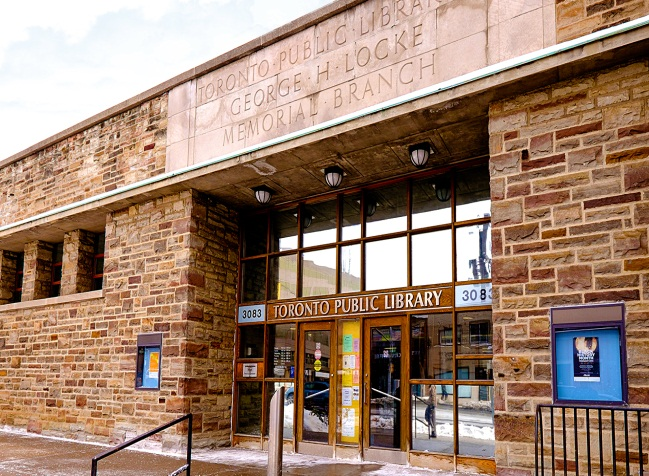 TORONTO·PUBLIC LIBRARY
GEORGE·H·LOCKE
MEMORIAL·BRANCH
3083
TORONTO PUBLIC LIBRARY
3083